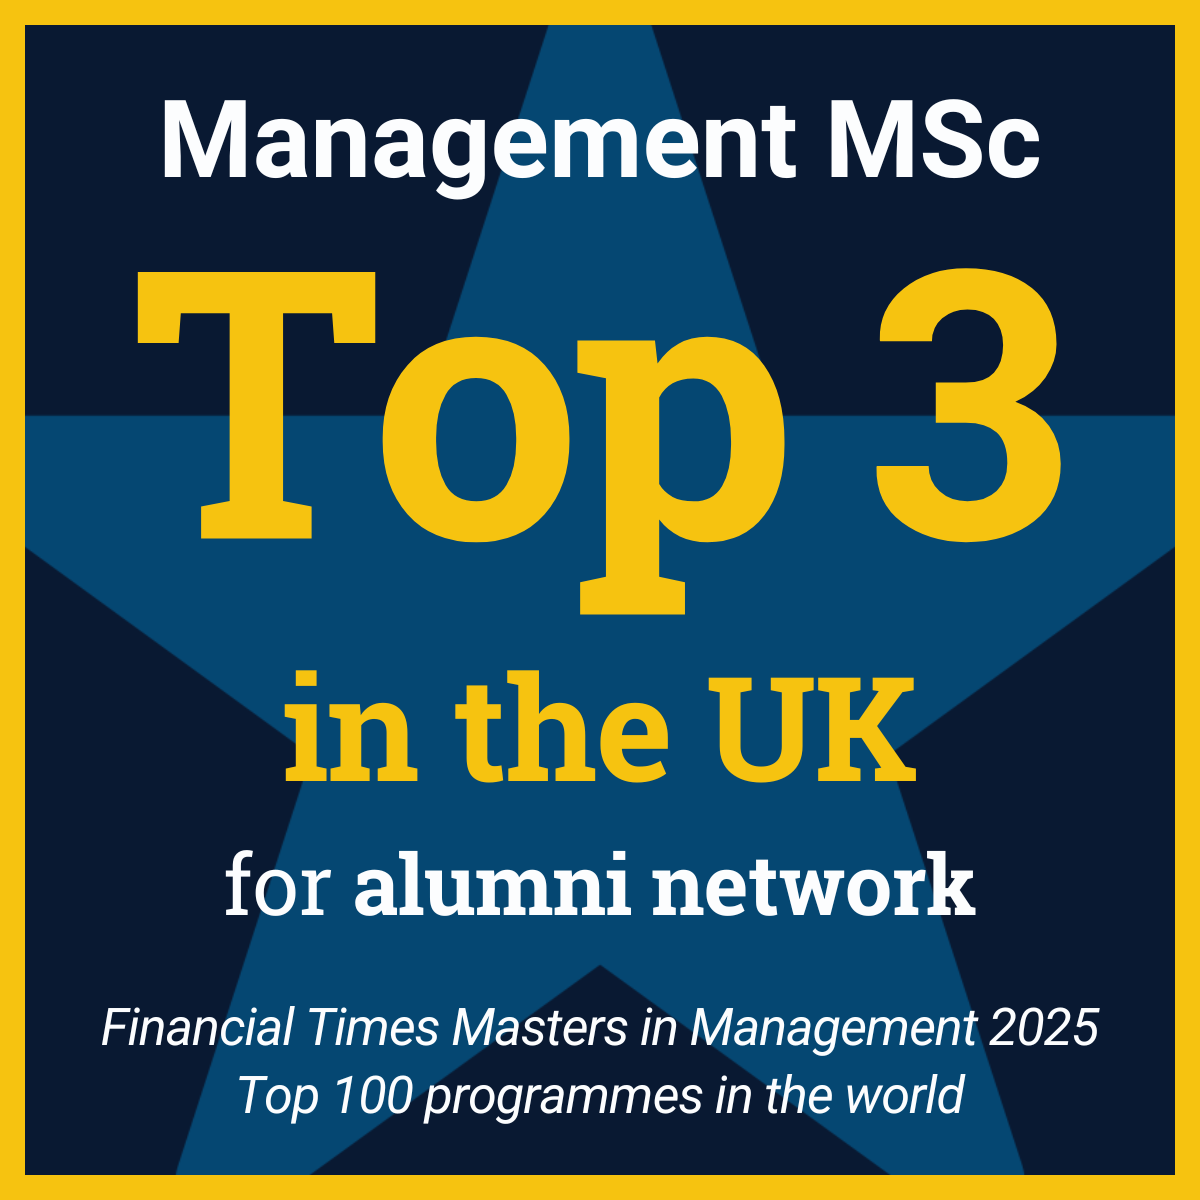 Management MSc
Top 3
in the UK
for alumni network
Financial Times Masters in Management 2025
Top 100 programmes in the world